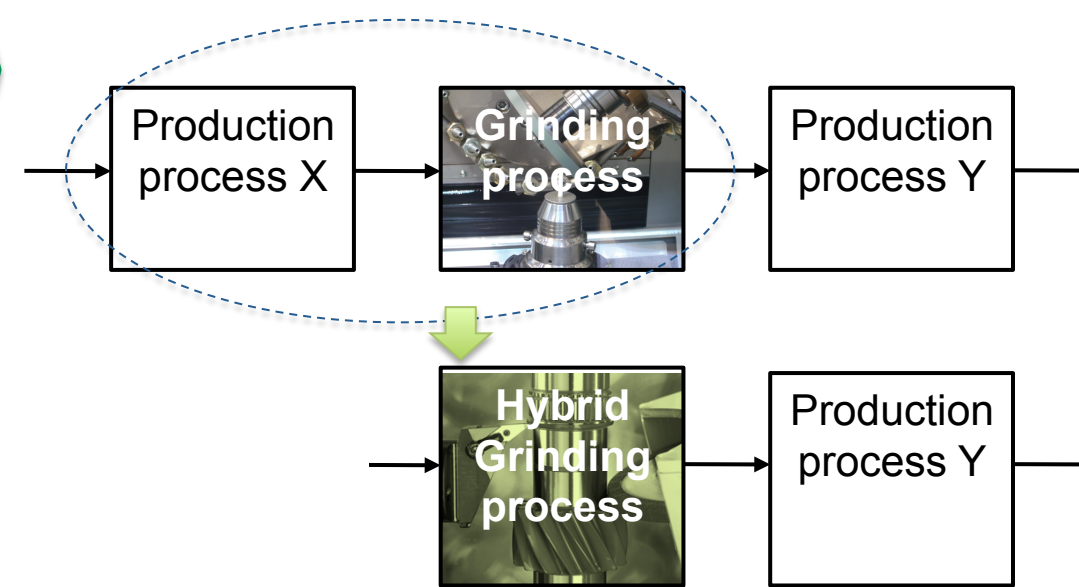 Production
process X
Grinding
process
Production
process Y
Hybrid
Grinding
process
Production
process Y